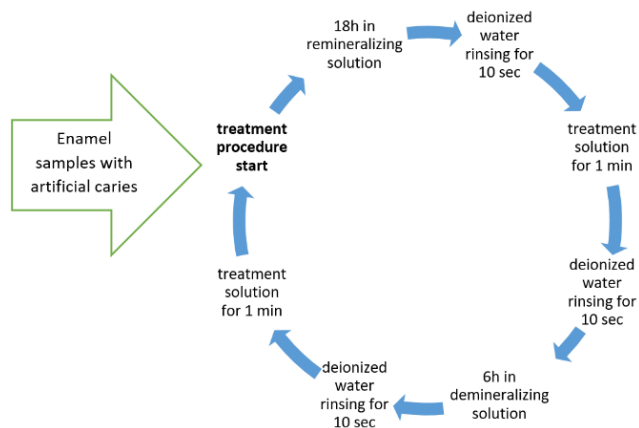 Enamel
samples with
artificial caries
treatment
procedure
start
18h in
remineralizing
solution
deionized
water
rinsing for
10 sec
treatment
solution
for 1 min
deionized
water
rinsing for
10 sec
6h in
demineralizing
solution
deionized
water
rinsing for
10 sec
treatment
solution
for 1 min